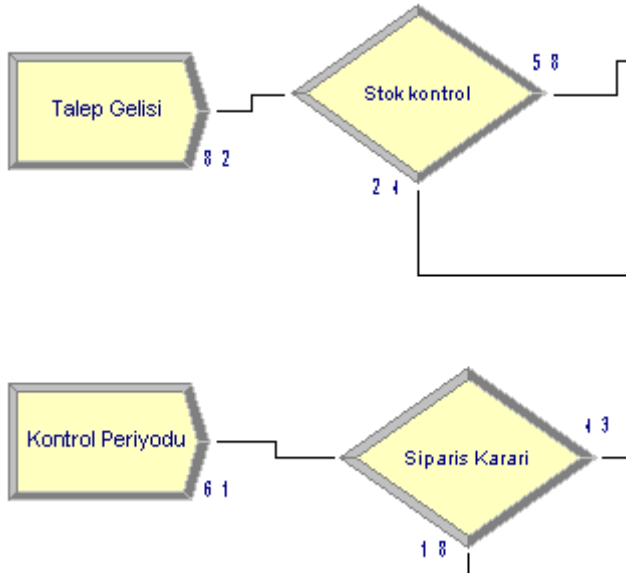 Talep Gelisi
8 2
Stok kontrol
5 8
2 4
Kontrol Periyodu
6 1
Siparis Karari
4 3
1 8